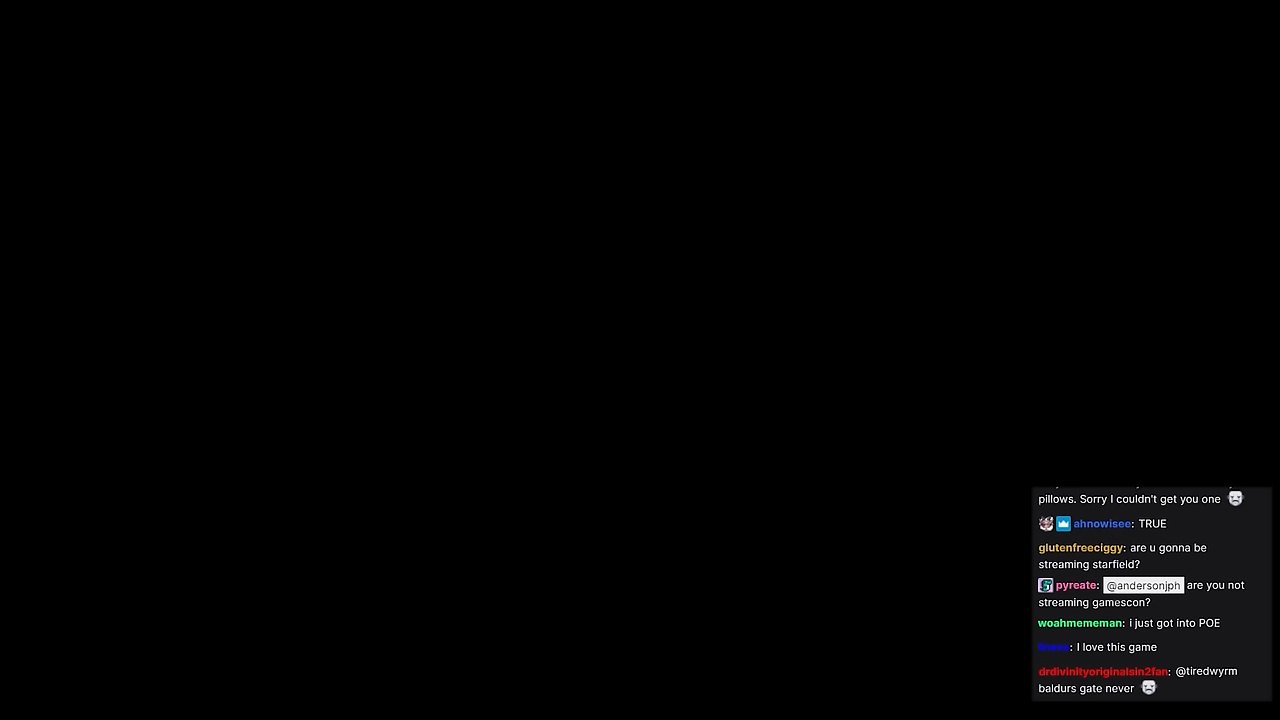 pillows. Sorry I couldn't get you one
ahnowisee: TRUE
glutenfreeciggy: are u gonna be
streaming starfield?
pyreate: @andersonjph are you not
streaming gamescon?
woahmememan: i just got into POE
: I love this game
drdivinityoriginalsin2fan: @tiredwyrm
baldurs gate never